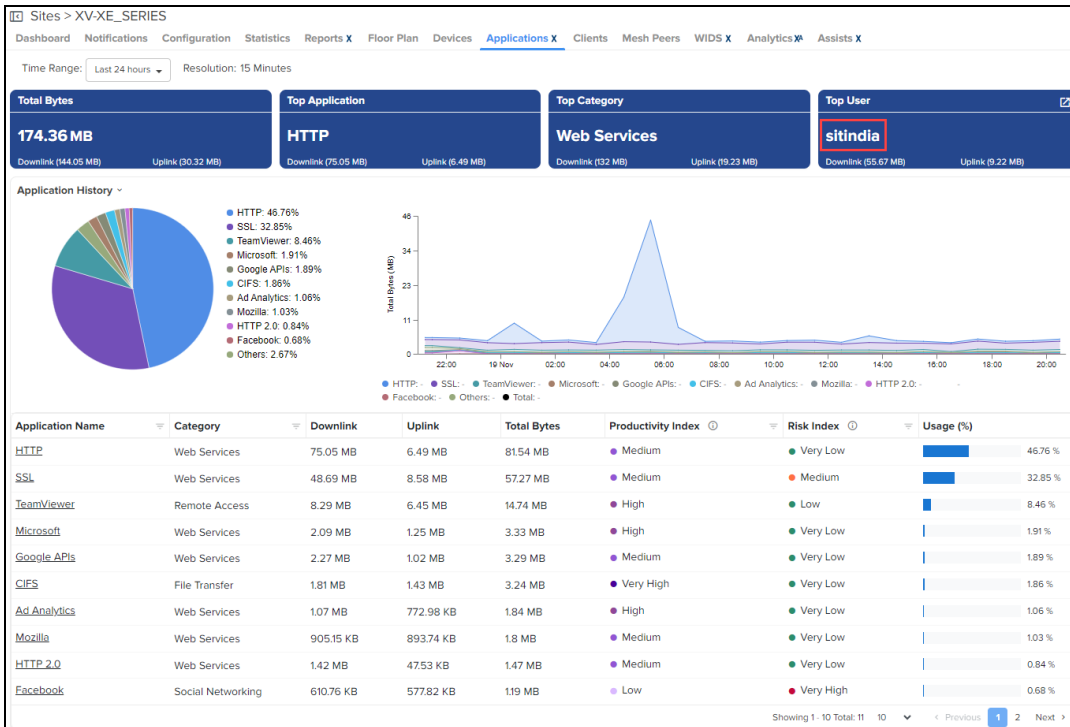 Sites > XV-XE_SERIES
Dashboard Notifications Configuration Statistics Reports X Floor Plan Devices Applications X Clients Mesh Peers WIDS X Analytics XA Assists X
Time Range: Last 24 hours Resolution: 15 Minutes
Total Bytes Top Application Top Category Top User
174.36 MB HTTP Web Services sitindia
Downlink (144.05 MB) Uplink (30.32 MB) Downlink (75.05 MB) Uplink (6.49 MB) Downlink (132 MB) Uplink (19.23 MB) Downlink (55.67 MB) Uplink (9.22 MB)
Application History
HTTP: 46.76%
SSL: 32.85%
TeamViewer: 8.46%
Microsoft: 1.91%
Google APIs: 1.89%
CIFS: 1.86%
Ad Analytics: 1.06%
Mozilla: 1.03%
HTTP 2.0: 0.84%
Facebook: 0.68%
Others: 2.67%
Total Bytes (MB)
46
34
23
11
0
22:00 19 Nov 02:00 04:00 06:00 08:00 10:00 12:00 14:00 16:00 18:00 20:00
HTTP: - SSL: - TeamViewer: - Microsoft: - Google APIs: - CIFS: - Ad Analytics: - Mozilla: - HTTP 2.0: - -
Facebook: - Others: - Total: -
Application Name Category Downlink Uplink Total Bytes Productivity Index Risk Index Usage (%)
HTTP Web Services 75.05 MB 6.49 MB 81.54 MB Medium Very Low 46.76 %
SSL Web Services 48.69 MB 8.58 MB 57.27 MB Medium Medium 32.85 %
TeamViewer Remote Access 8.29 MB 6.45 MB 14.74 MB High Low 8.46 %
Microsoft Web Services 2.09 MB 1.25 MB 3.33 MB High Very Low 1.91 %
Google APIs Web Services 2.27 MB 1.02 MB 3.29 MB Medium Very Low 1.89 %
CIFS File Transfer 1.81 MB 1.43 MB 3.24 MB Very High Very Low 1.86 %
Ad Analytics Web Services 1.07 MB 772.98 KB 1.84 MB High Very Low 1.06 %
Mozilla Web Services 905.15 KB 893.74 KB 1.8 MB Medium Very Low 1.03 %
HTTP 2.0 Web Services 1.42 MB 47.53 KB 1.47 MB Medium Very Low 0.84 %
Facebook Social Networking 610.76 KB 577.82 KB 1.19 MB Low Very High 0.68 %
Showing 1 - 10 Total: 11 10 < Previous 1 2 Next >